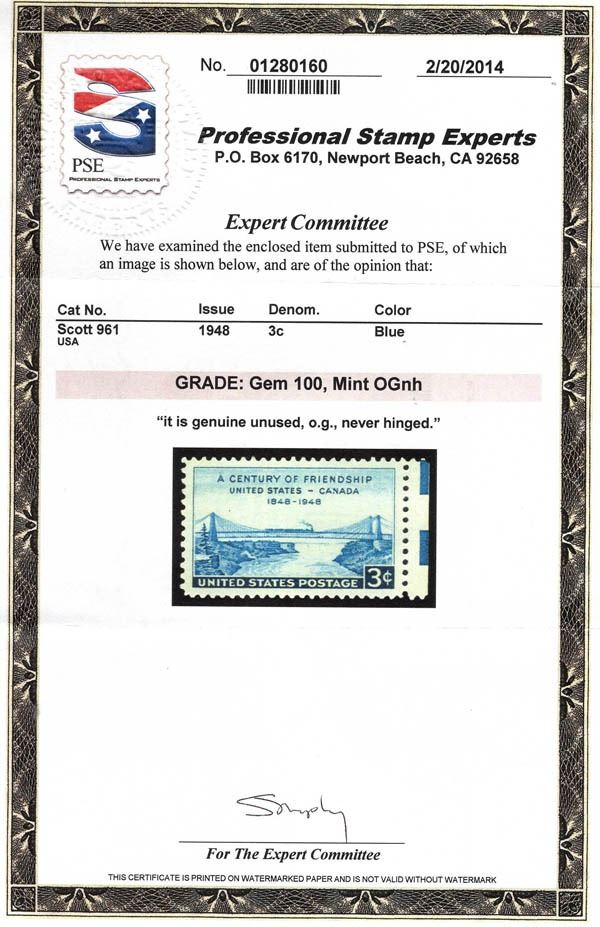 No. 01280160 2/20/2014
PSE
PROFESSIONAL STAMP EXPERTS
Professional Stamp Experts
P.O. Box 6170, Newport Beach, CA 92658
Expert Committee
We have examined the enclosed item submitted to PSE, of which
an image is shown below, and are of the opinion that:
Cat No. Issue Denom. Color
Scott 961 1948 3c Blue
USA
GRADE: Gem 100, Mint OGnh
“it is genuine unused, o.g., never hinged.”
A CENTURY OF FRIENDSHIP
UNITED STATES - CANADA
1848-1948
UNITED STATES POSTAGE 3¢
For The Expert Committee
THIS CERTIFICATE IS PRINTED ON WATERMARKED PAPER AND IS NOT VALID WITHOUT WATERMARK